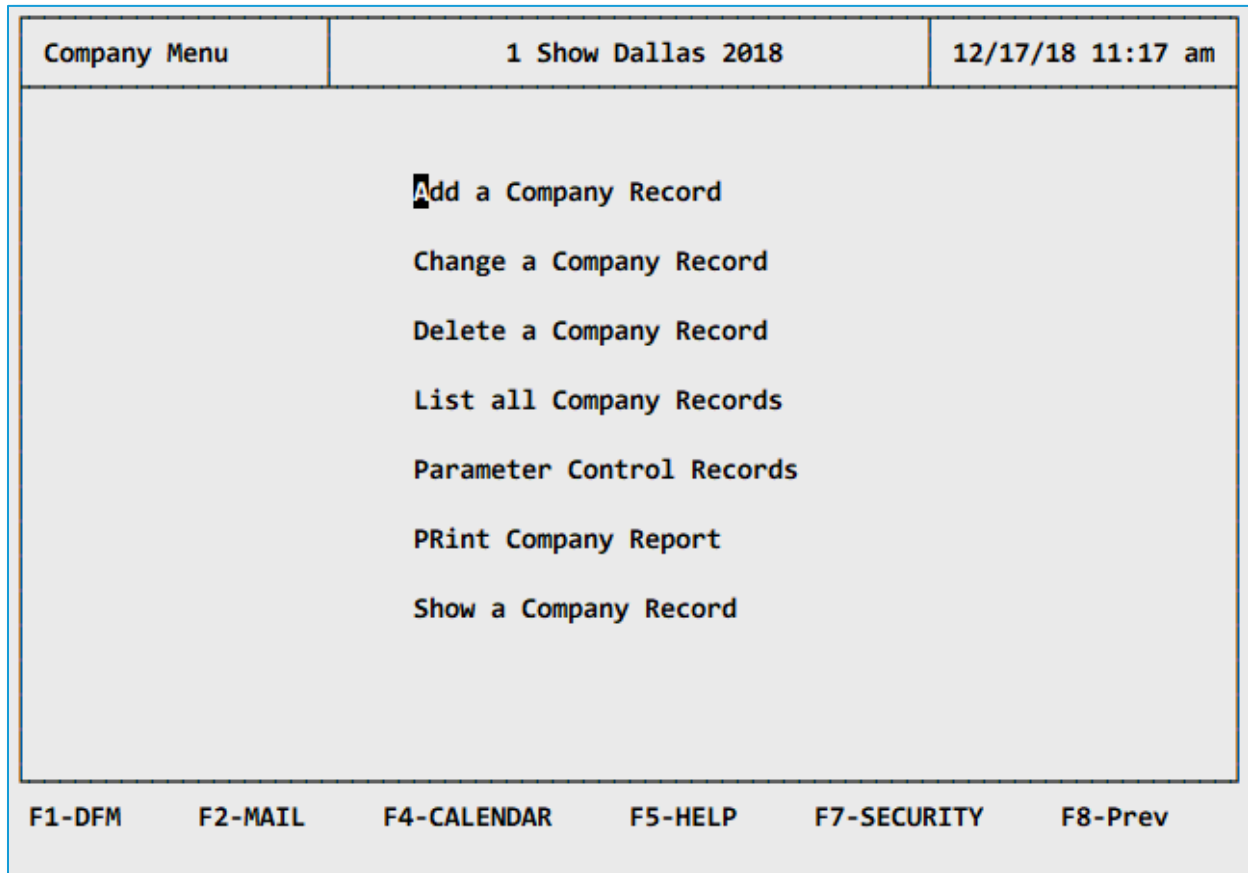 Company Menu 1 Show Dallas 2018 12/17/18 11:17 am
Add a Company Record
Change a Company Record
Delete a Company Record
List all Company Records
Parameter Control Records
PRint Company Report
Show a Company Record
F1-DFM F2-MAIL F4-CALENDAR F5-HELP F7-SECURITY F8-Prev